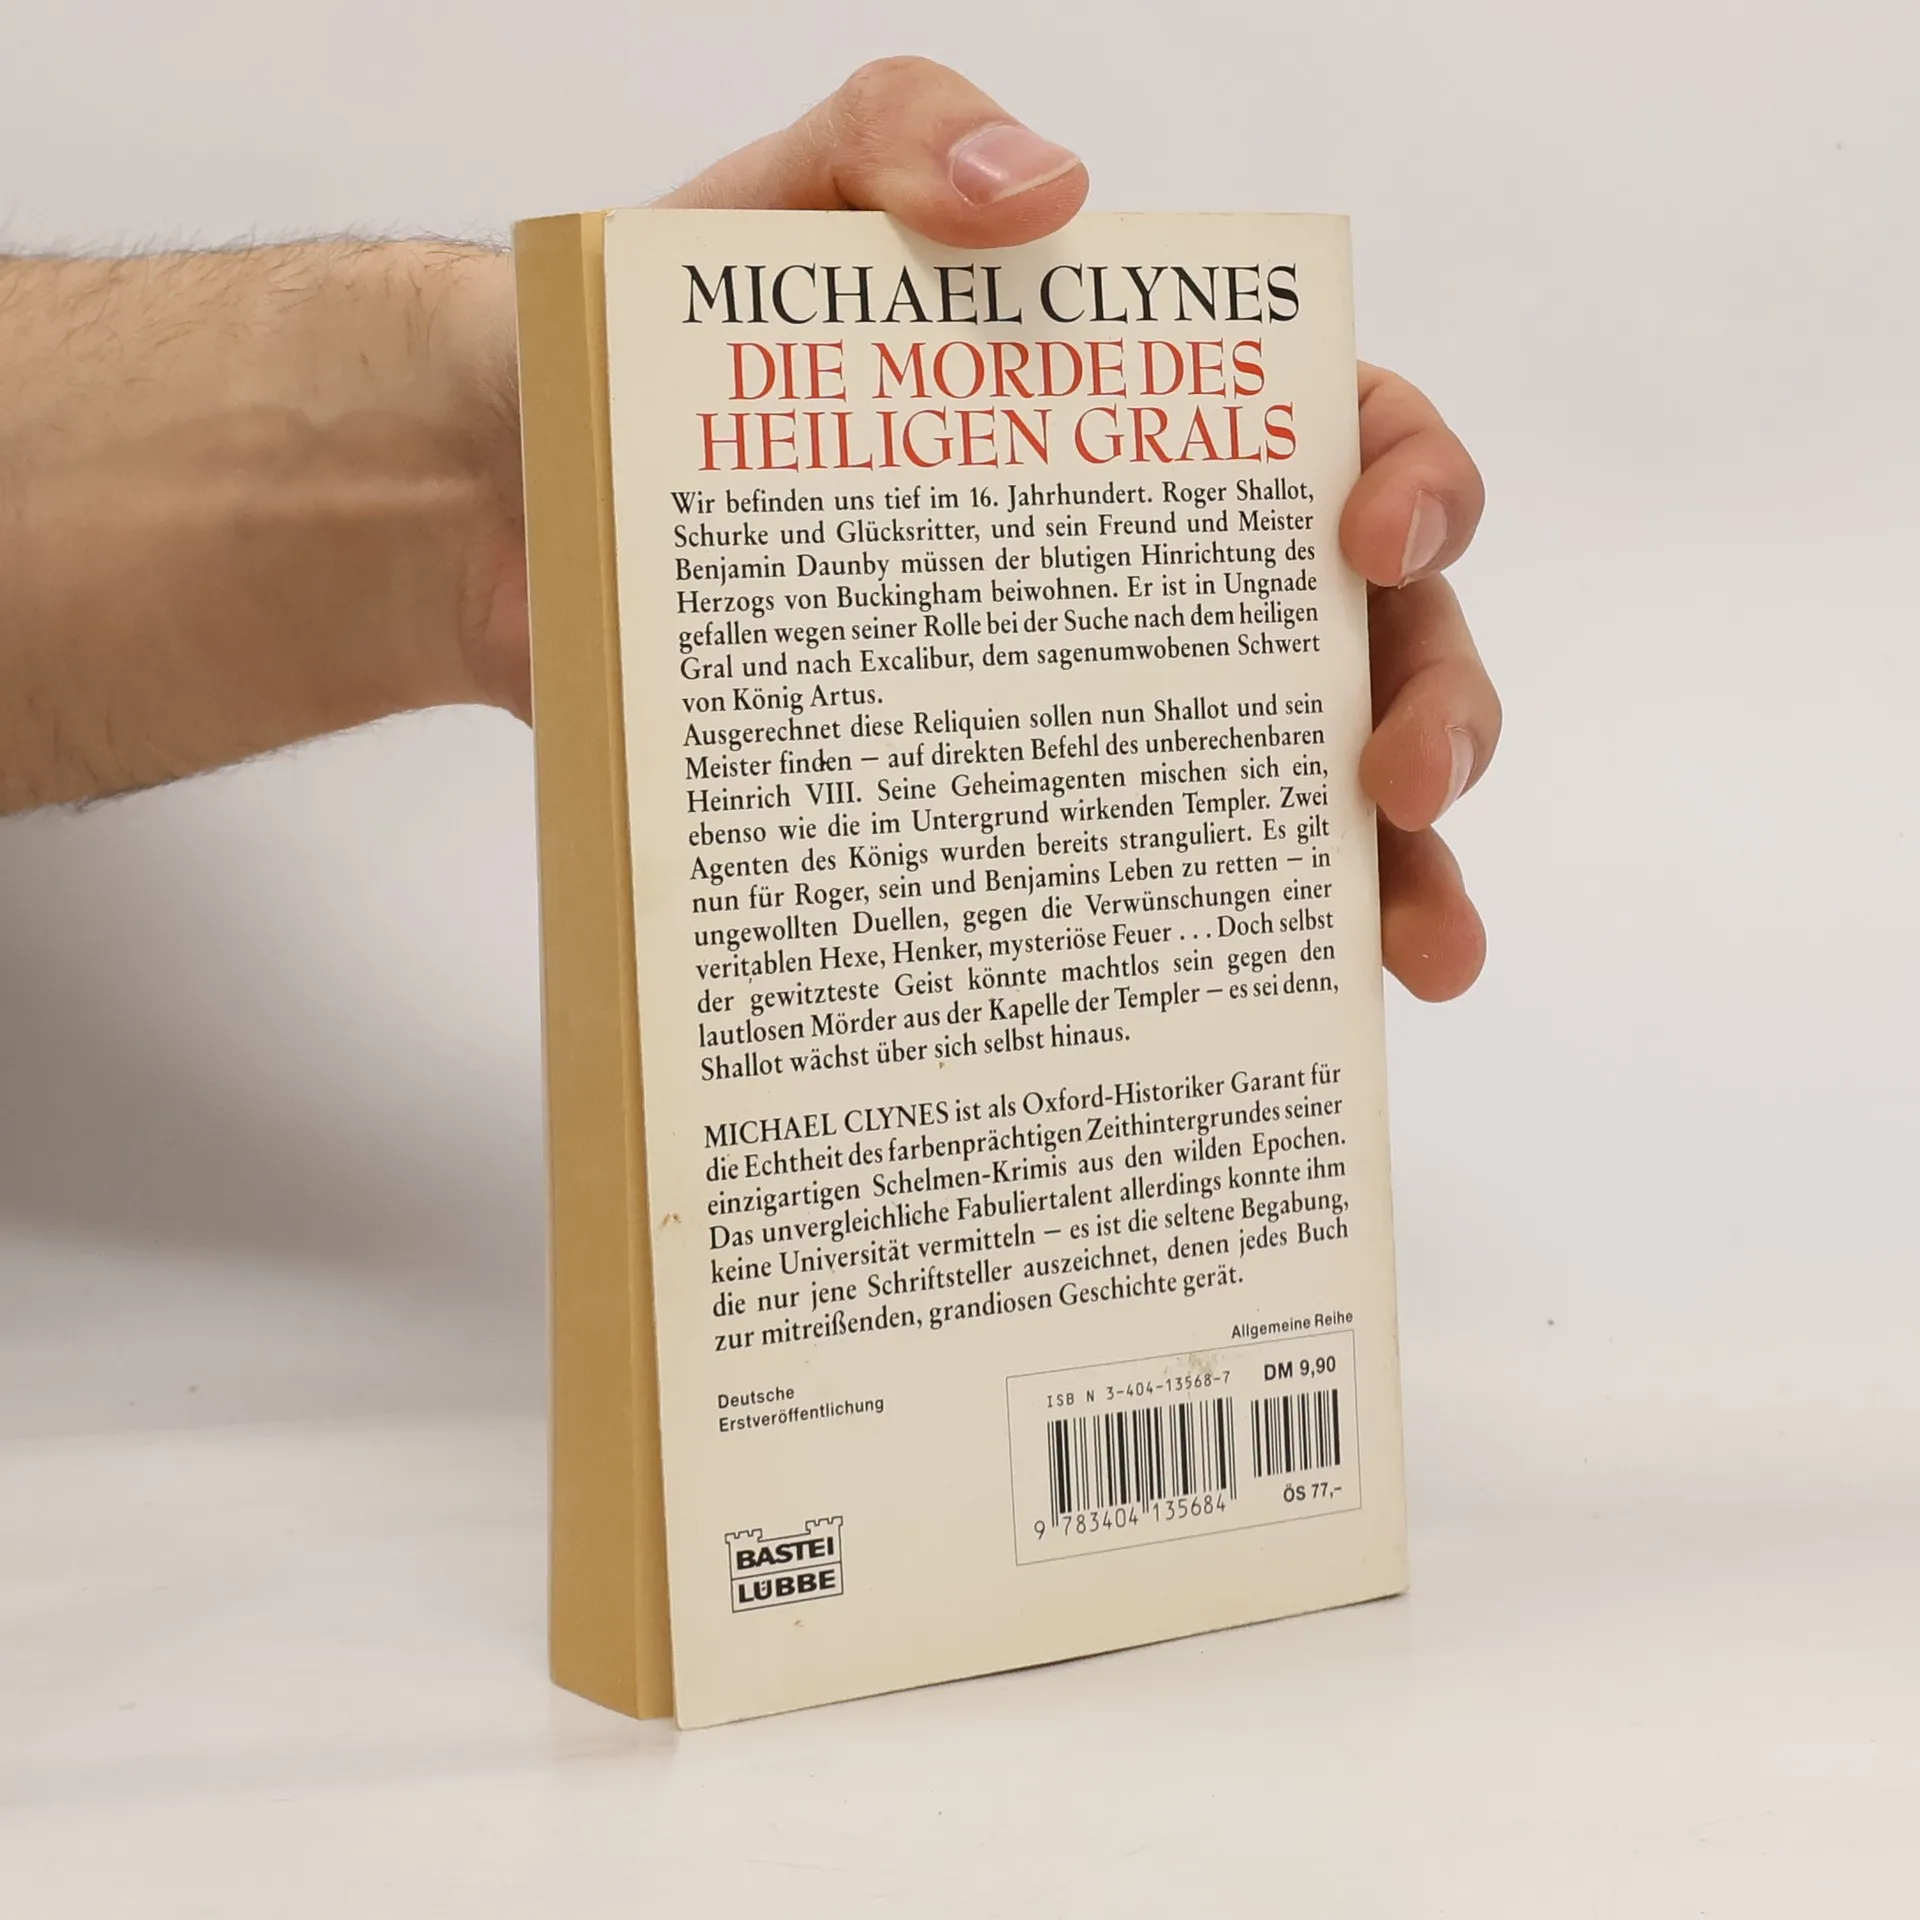 MICHAEL CLYNES
DIE MORDE DES
HEILIGEN GRALS
Wir befinden uns tief im 16. Jahrhundert. Roger Shallot,
Schurke und Glücksritter, und sein Freund und Meister
Benjamin Daunby müssen der blutigen Hinrichtung des
Herzogs von Buckingham beiwohnen. Er ist in Ungnade
gefallen wegen seiner Rolle bei der Suche nach dem heiligen
Gral und nach Excalibur, dem sagenumwobenen Schwert
von König Artus.
Ausgerechnet diese Reliquien sollen nun Shallot und sein
Meister finden – auf direkten Befehl des unberechenbaren
Heinrich VIII. Seine Geheimagenten mischen sich ein,
ebenso wie die im Untergrund wirkenden Templer. Zwei
Agenten des Königs wurden bereits stranguliert. Es gilt
nun für Roger, sein und Benjamins Leben zu retten – in
ungewollten Duellen, gegen die Verwünschungen einer
veritablen Hexe, Henker, mysteriöse Feuer . . . Doch selbst
der gewitzteste Geist könnte machtlos sein gegen den
lautlosen Mörder aus der Kapelle der Templer – es sei denn,
Shallot wächst über sich selbst hinaus.
MICHAEL CLYNES ist als Oxford-Historiker Garant für
die Echtheit des farbenprächtigen Zeithintergrundes seiner
einzigartigen Schelmen-Krimis aus den wilden Epochen.
Das unvergleichliche Fabuliertalent allerdings konnte ihm
keine Universität vermitteln – es ist die seltene Begabung,
die nur jene Schriftsteller auszeichnet, denen jedes Buch
zur mitreißenden, grandiosen Geschichte gerät.
Allgemeine Reihe
Deutsche
Erstveröffentlichung
ISBN 3-404-13568-7
DM 9,90
9 783404 135684
ÖS 77,-
BASTEI
LÜBBE